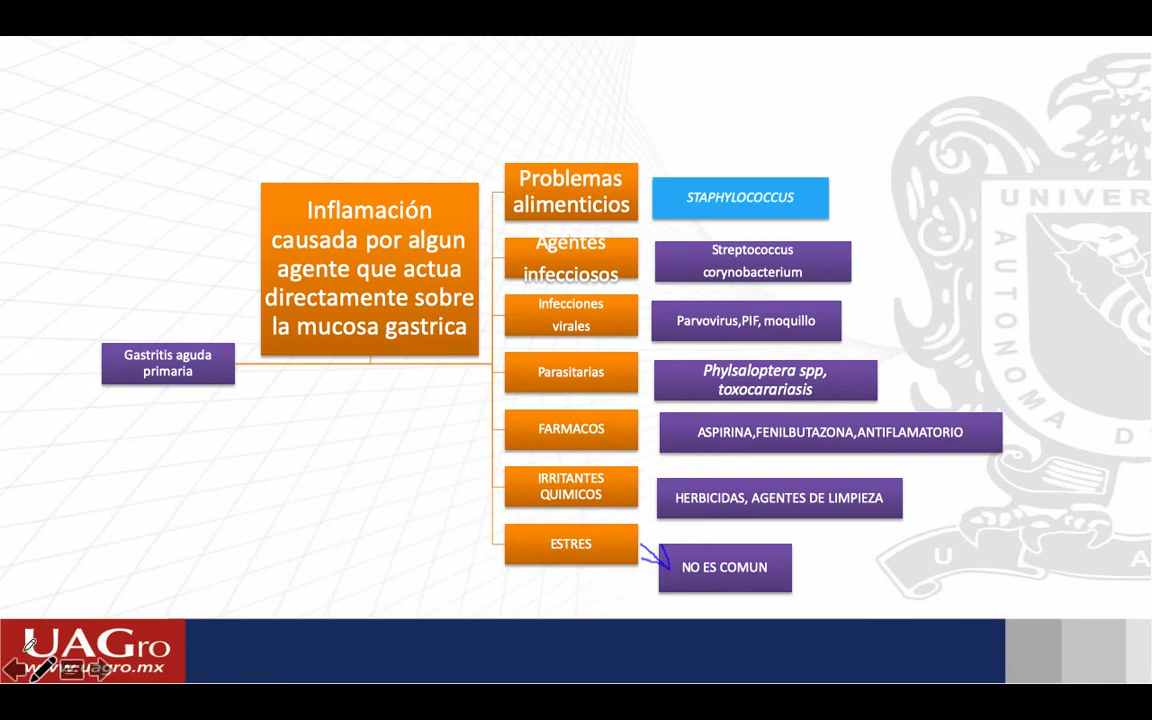 Gastritis aguda
primaria
Inflamación
causada por algun
agente que actua
directamente sobre
la mucosa gastrica
Problemas
alimenticios
STAPHYLOCOCCUS
Agentes
infecciosos
Streptococcus
corynobacterium
Infecciones
virales
Parvovirus,PIF, moquillo
Parasitarias
Phylsaloptera spp,
toxocarariasis
FARMACOS
ASPIRINA,FENILBUTAZONA,ANTIFLAMATORIO
IRRITANTES
QUIMICOS
HERBICIDAS, AGENTES DE LIMPIEZA
ESTRES
NO ES COMUN
UNIVER
AUTONOMA D
U A
UAGro
www.uagro.mx